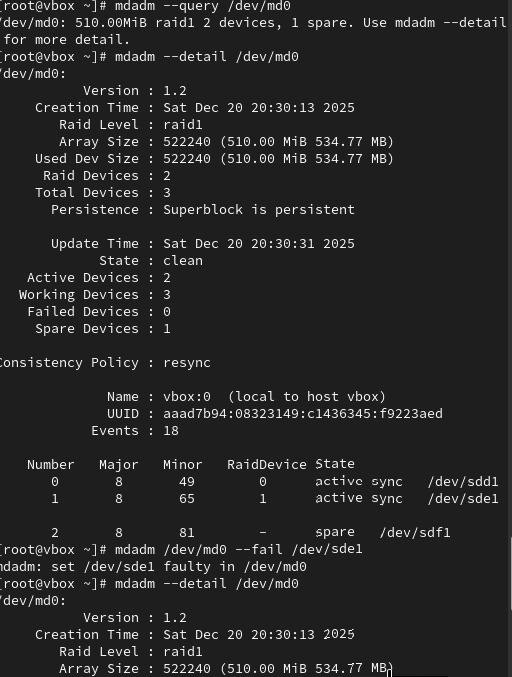 [root@vbox ~]# mdadm --query /dev/md0
/dev/md0: 510.00MiB raid1 2 devices, 1 spare. Use mdadm --detail
for more detail.
[root@vbox ~]# mdadm --detail /dev/md0
/dev/md0:
Version : 1.2
Creation Time : Sat Dec 20 20:30:13 2025
Raid Level : raid1
Array Size : 522240 (510.00 MiB 534.77 MB)
Used Dev Size : 522240 (510.00 MiB 534.77 MB)
Raid Devices : 2
Total Devices : 3
Persistence : Superblock is persistent
Update Time : Sat Dec 20 20:30:31 2025
State : clean
Active Devices : 2
Working Devices : 3
Failed Devices : 0
Spare Devices : 1
Consistency Policy : resync
Name : vbox:0 (local to host vbox)
UUID : aaad7b94:08323149:c1436345:f9223aed
Events : 18
Number Major Minor RaidDevice State
0 8 49 0 active sync /dev/sdd1
1 8 65 1 active sync /dev/sde1
2 8 81 - spare /dev/sdf1
[root@vbox ~]# mdadm /dev/md0 --fail /dev/sde1
mdadm: set /dev/sde1 faulty in /dev/md0
[root@vbox ~]# mdadm --detail /dev/md0
/dev/md0:
Version : 1.2
Creation Time : Sat Dec 20 20:30:13 2025
Raid Level : raid1
Array Size : 522240 (510.00 MiB 534.77 MB)